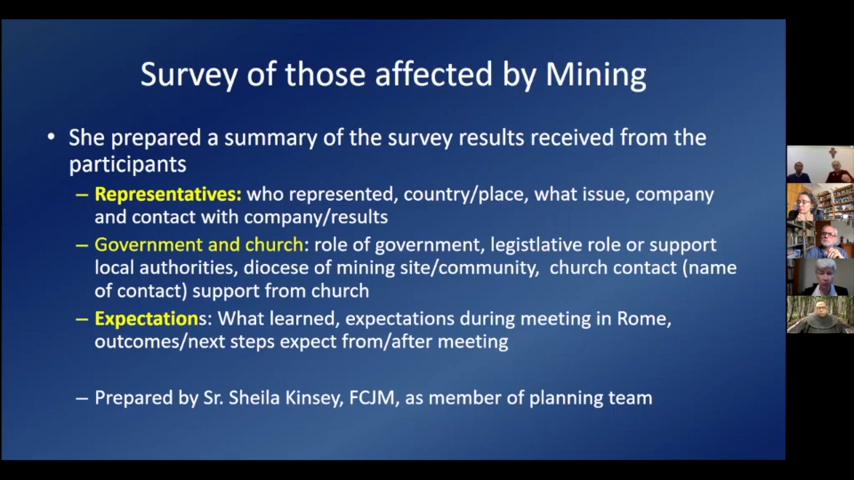 Survey of those affected by Mining
• She prepared a summary of the survey results received from the
participants
– Representatives: who represented, country/place, what issue, company
and contact with company/results
– Government and church: role of government, legistlative role or support
local authorities, diocese of mining site/community, church contact (name
of contact) support from church
– Expectations: What learned, expectations during meeting in Rome,
outcomes/next steps expect from/after meeting
– Prepared by Sr. Sheila Kinsey, FCJM, as member of planning team